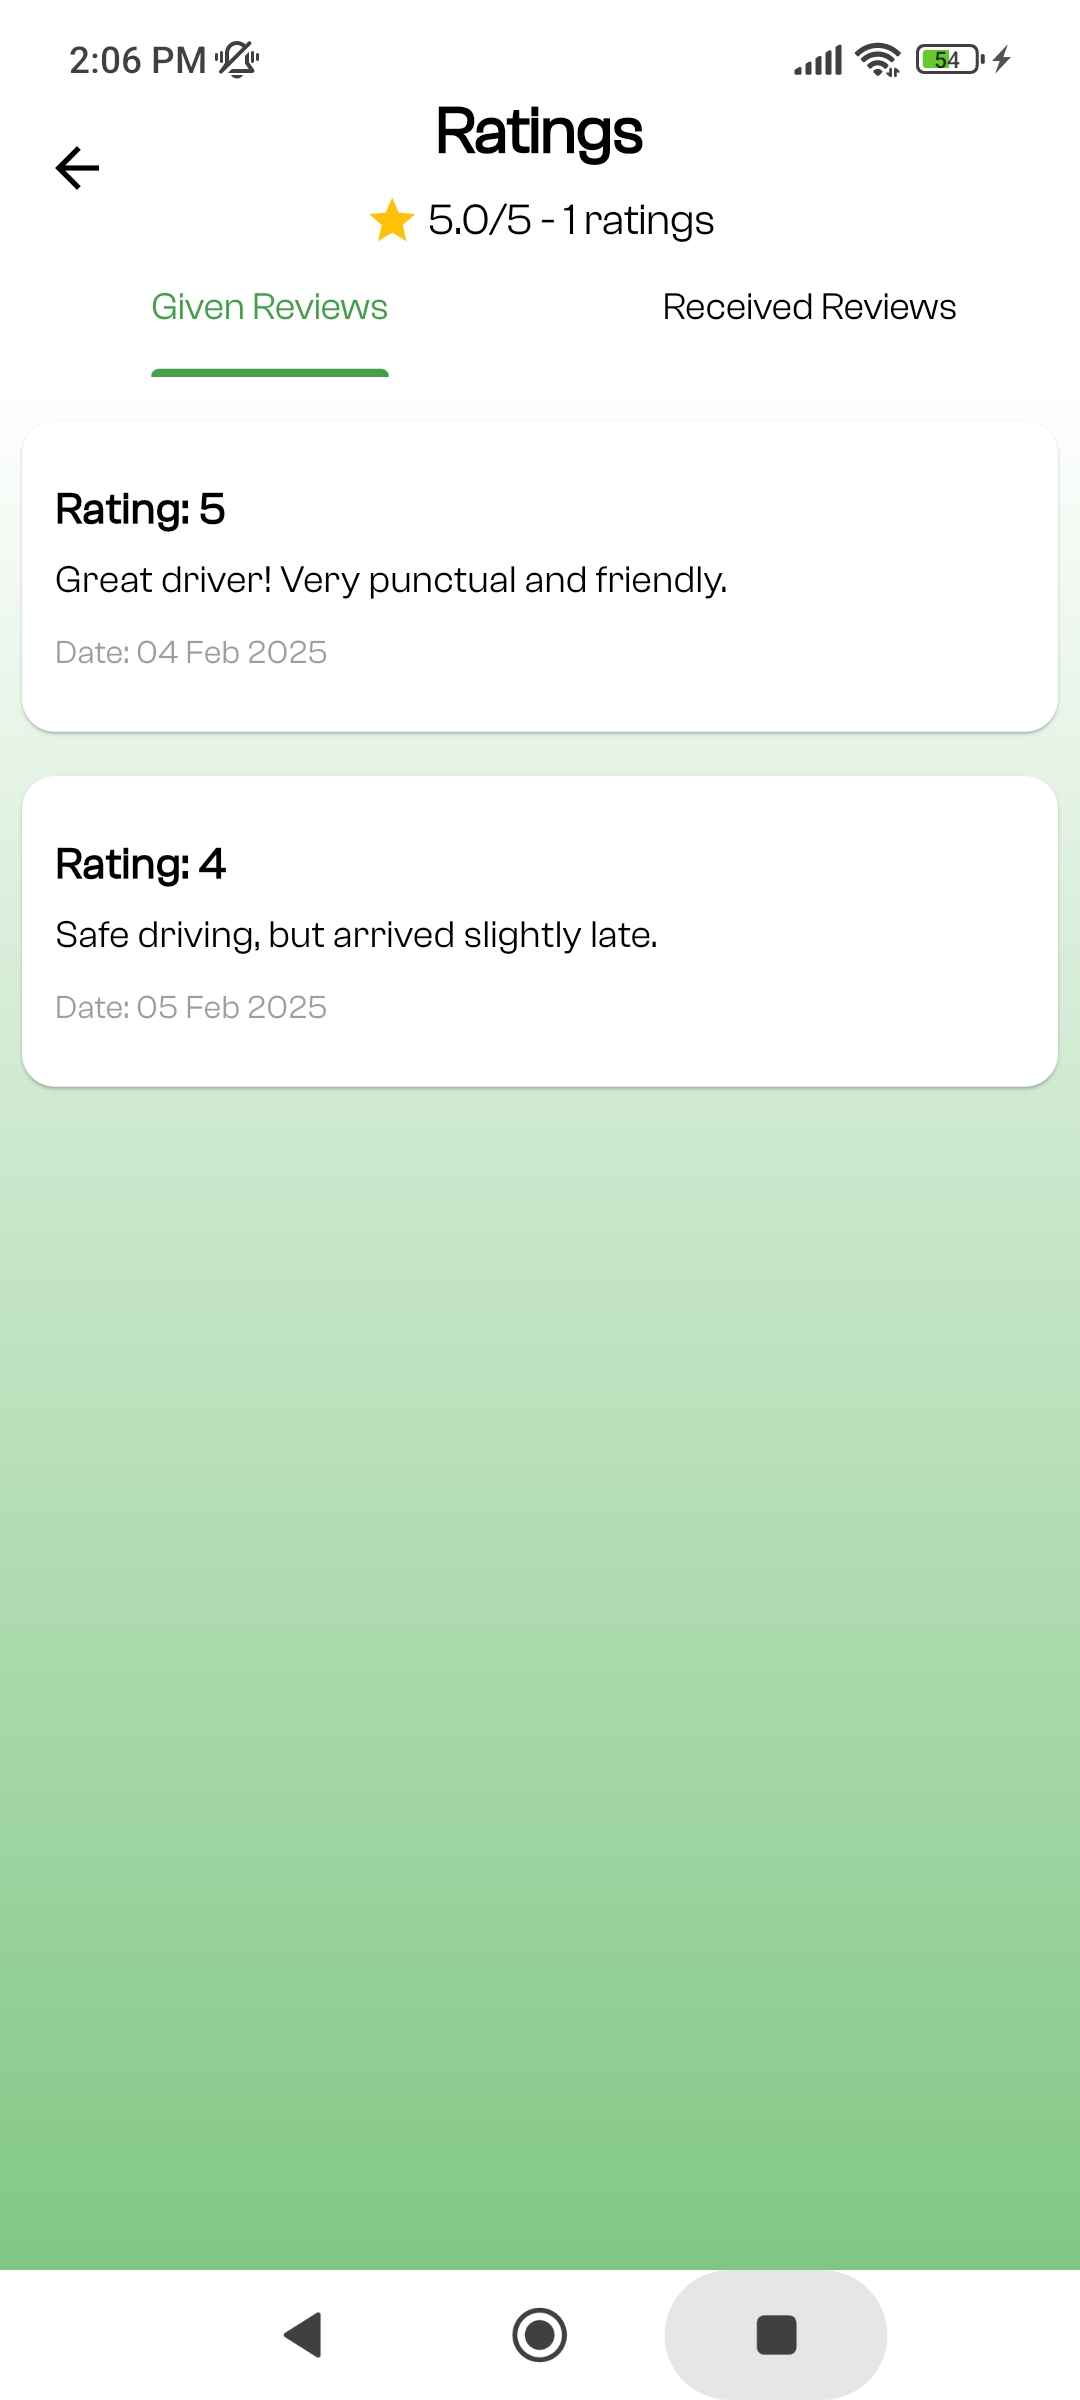 2:06 PM
54
Ratings
5.0/5 - 1 ratings
Given Reviews
Received Reviews
Rating: 5
Great driver! Very punctual and friendly.
Date: 04 Feb 2025
Rating: 4
Safe driving, but arrived slightly late.
Date: 05 Feb 2025